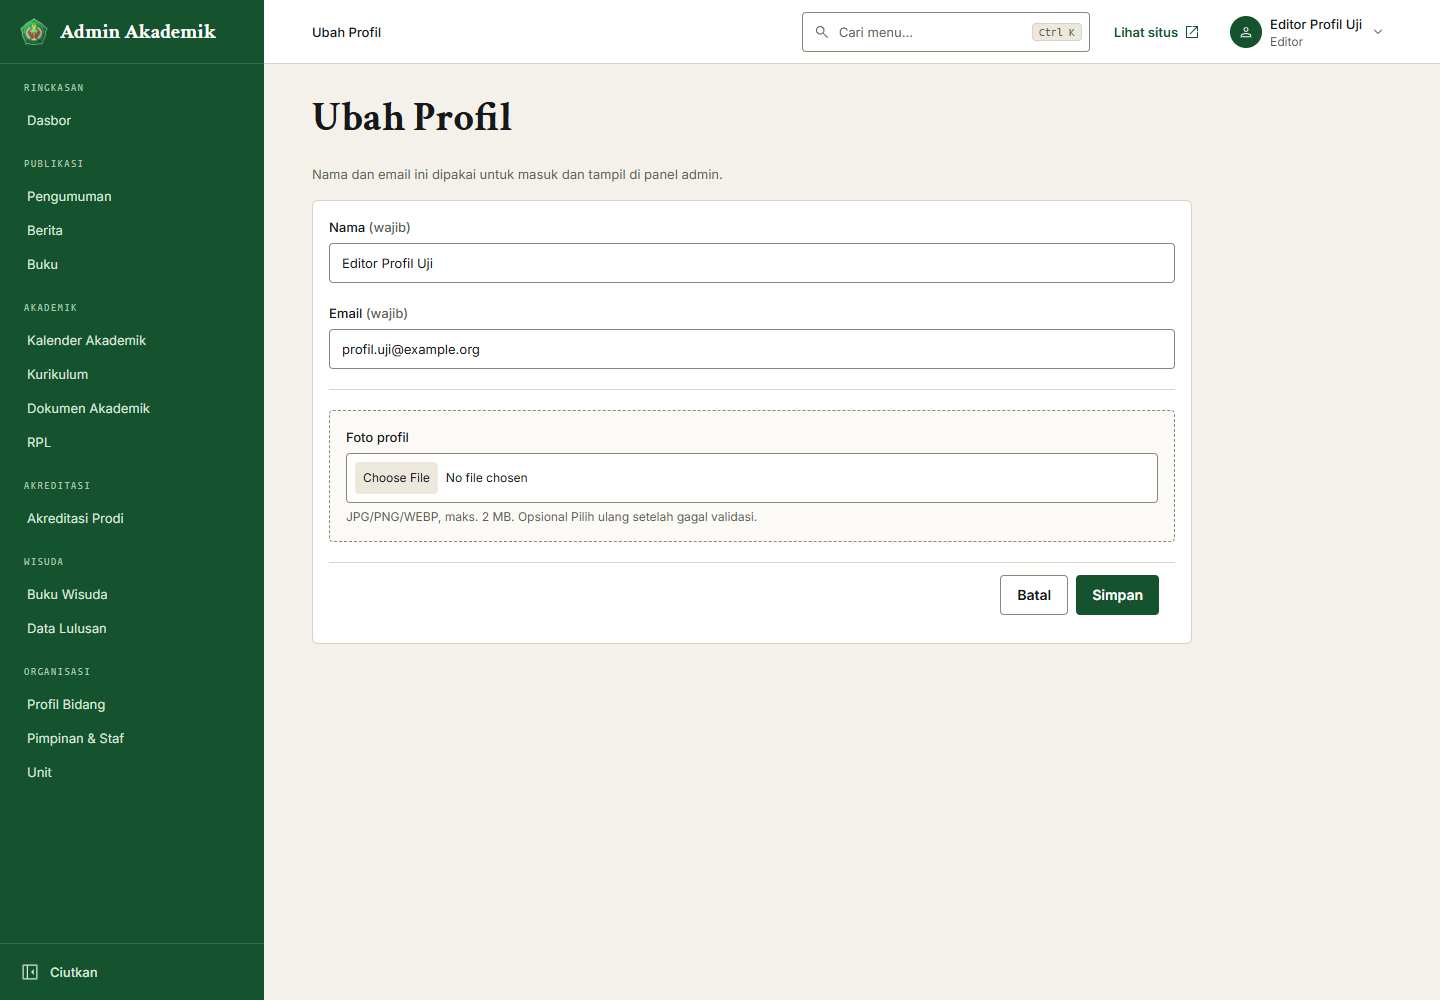 Admin Akademik
RINGKASAN
Dasbor
PUBLIKASI
Pengumuman
Berita
Buku
AKADEMIK
Kalender Akademik
Kurikulum
Dokumen Akademik
RPL
AKREDITASI
Akreditasi Prodi
WISUDA
Buku Wisuda
Data Lulusan
ORGANISASI
Profil Bidang
Pimpinan & Staf
Unit
Ciutkan
Ubah Profil
Cari menu...
Ctrl K
Lihat situs
Editor Profil Uji
Editor
Ubah Profil
Nama dan email ini dipakai untuk masuk dan tampil di panel admin.
Nama (wajib)
Editor Profil Uji
Email (wajib)
profil.uji@example.org
Foto profil
Choose File No file chosen
JPG/PNG/WEBP, maks. 2 MB. Opsional Pilih ulang setelah gagal validasi.
Batal
Simpan